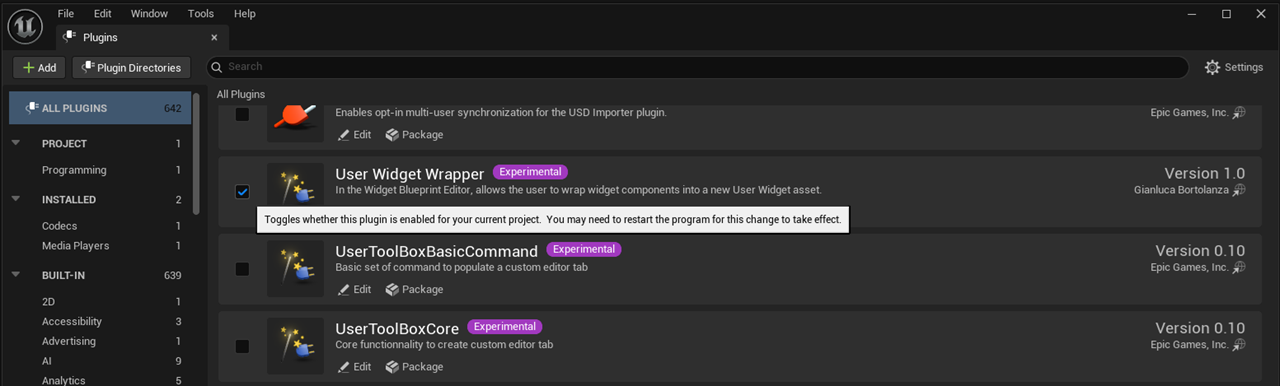 File Edit Window Tools
Plugins
Add Plugin Directories Search Settings
ALL PLUGINS 642
PROJECT 1
Programming 1
INSTALLED 2
Codecs 1
Media Players 1
BUILT-IN 639
2D 1
Accessibility 3
Advertising 1
AI 9
Analytics 5
All Plugins
Enables opt-in multi-user synchronization for the USD Importer plugin. Epic Games, Inc.
Edit Package
User Widget Wrapper Experimental Version 1.0
In the Widget Blueprint Editor, allows the user to wrap widget components into a new User Widget asset. Gianluca Bortolanza
Toggles whether this plugin is enabled for your current project. You may need to restart the program for this change to take effect.
UserToolBoxBasicCommand Experimental Version 0.10
Basic set of command to populate a custom editor tab Epic Games, Inc.
Edit Package
UserToolBoxCore Experimental Version 0.10
Core functionnality to create custom editor tab Epic Games, Inc.
Edit Package